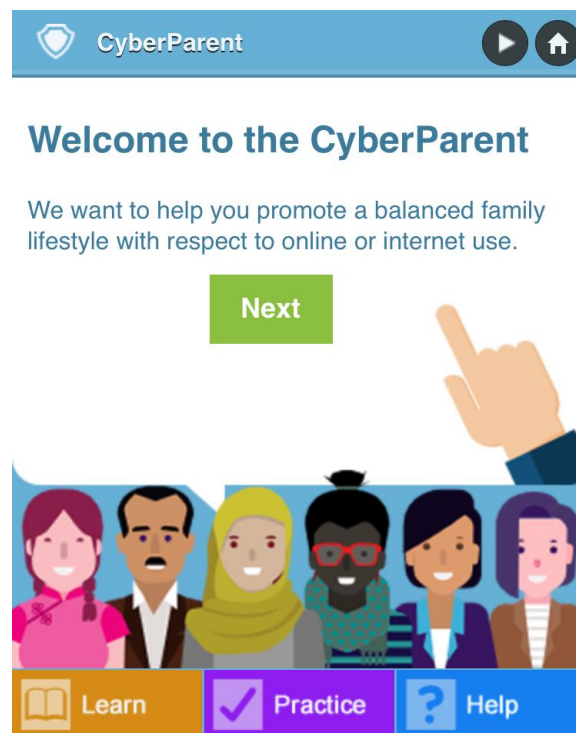 CyberParent
Welcome to the CyberParent
We want to help you promote a balanced family
lifestyle with respect to online or internet use.
Next
Learn
Practice
? Help